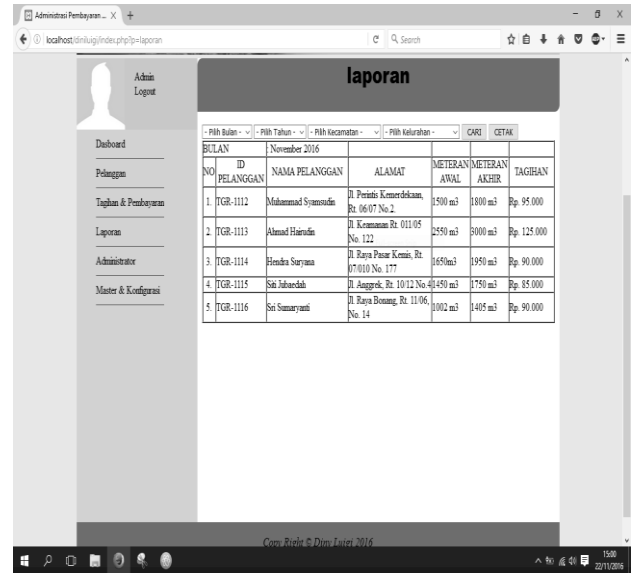 Administrasi Pembayaran ...
localhost/diniluigi/index.php?p=laporan
Search
Admin
Logout
laporan
Dasboard
Pelanggan
Tagihan & Pembayaran
Laporan
Administrator
Master & Konfigurasi
- Pilih Bulan - - Pilih Tahun - - Pilih Kecamatan - - Pilih Kelurahan - CARI CETAK
BULAN : November 2016
NO ID PELANGGAN NAMA PELANGGAN ALAMAT METERAN AWAL METERAN AKHIR TAGIHAN
1. TGR-1112 Muhammad Syamsudin Jl. Perintis Kemerdekaan, Rt. 06/07 No.2. 1500 m3 1800 m3 Rp. 95.000
2. TGR-1113 Ahmad Hairudin Jl. Keamanan Rt. 011/05 No. 122 2550 m3 3000 m3 Rp. 125.000
3. TGR-1114 Hendra Suryana Jl. Raya Pasar Kemis, Rt. 07/010 No. 177 1650m3 1950 m3 Rp. 90.000
4. TGR-1115 Siti Jubaedah Jl. Anggrek, Rt. 10/12 No.4 1450 m3 1750 m3 Rp. 85.000
5. TGR-1116 Sri Sumaryanti Jl. Raya Bonang, Rt. 11/06, No. 14 1002 m3 1405 m3 Rp. 90.000
Copy Right © Diny Luigi 2016
15:00
22/11/2016